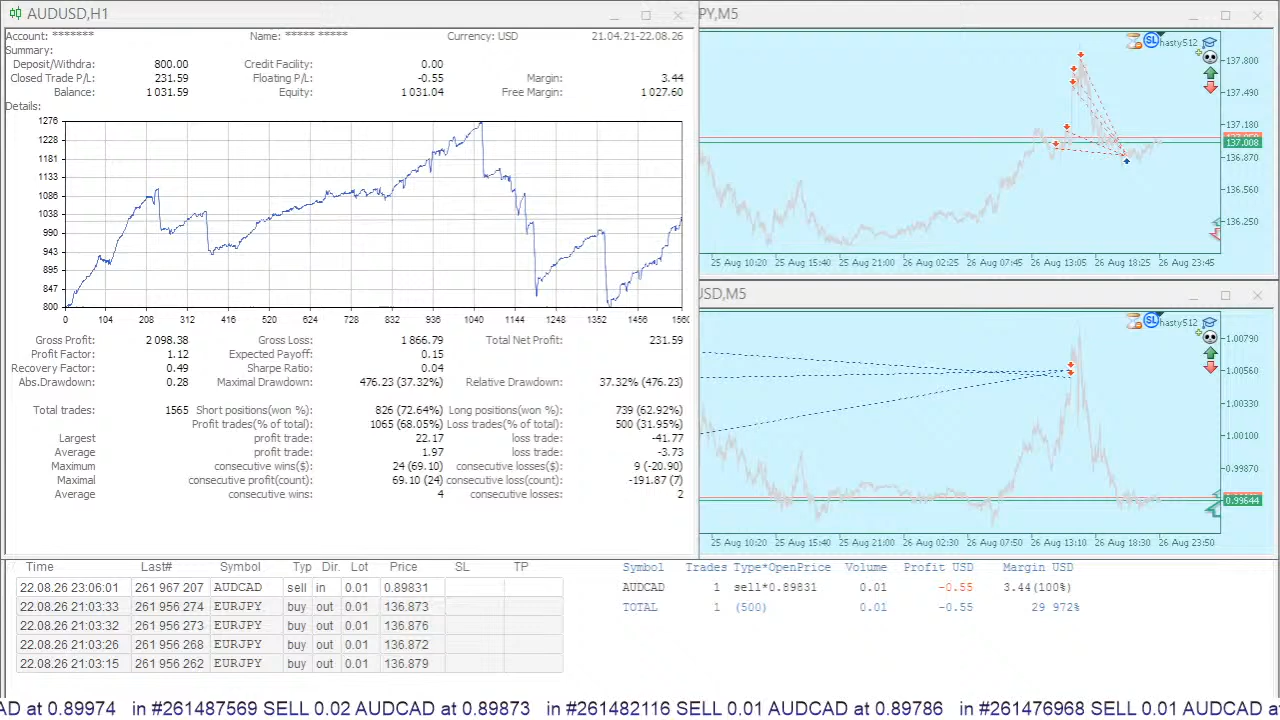 AUDUSD,H1
Account: ******* Name: ***** ***** Currency: USD 21.04.21-22.08.26
Summary:
Deposit/Withdra: 800.00 Credit Facility: 0.00
Closed Trade P/L: 231.59 Floating P/L: -0.55 Margin: 3.44
Balance: 1 031.59 Equity: 1 031.04 Free Margin: 1 027.60
Details:
1276
1228
1181
1133
1086
1038
990
943
895
847
800
0 104 208 312 416 520 624 728 832 936 1040 1144 1248 1352 1456 1560
Gross Profit: 2 098.38 Gross Loss: 1 866.79 Total Net Profit: 231.59
Profit Factor: 1.12 Expected Payoff: 0.15
Recovery Factor: 0.49 Sharpe Ratio: 0.04
Abs.Drawdown: 0.28 Maximal Drawdown: 476.23 (37.32%) Relative Drawdown: 37.32% (476.23)
Total trades: 1565 Short positions(won %): 826 (72.64%) Long positions(won %): 739 (62.92%)
Profit trades(% of total): 1065 (68.05%) Loss trades(% of total): 500 (31.95%)
Largest profit trade: 22.17 loss trade: -41.77
Average profit trade: 1.97 loss trade: -3.73
Maximum consecutive wins($): 24 (69.10) consecutive losses($): 9 (-20.90)
Maximal consecutive profit(count): 69.10 (24) consecutive loss(count): -191.87 (7)
Average consecutive wins: 4 consecutive losses: 2
PY,M5
SL hasty512
137.800
137.490
137.180
137.008
136.870
136.560
136.250
25 Aug 10:20 25 Aug 15:40 25 Aug 21:00 26 Aug 02:25 26 Aug 07:45 26 Aug 13:05 26 Aug 18:25 26 Aug 23:45
USD,M5
SL hasty512
1.00790
1.00560
1.00330
1.00100
0.99870
0.99644
25 Aug 10:20 25 Aug 15:40 25 Aug 21:00 26 Aug 02:30 26 Aug 07:50 26 Aug 13:10 26 Aug 18:30 26 Aug 23:50
Time Last# Symbol Typ Dir. Lot Price SL TP
22.08.26 23:06:01 261 967 207 AUDCAD sell in 0.01 0.89831
22.08.26 21:03:33 261 956 274 EURJPY buy out 0.01 136.873
22.08.26 21:03:32 261 956 273 EURJPY buy out 0.01 136.876
22.08.26 21:03:26 261 956 268 EURJPY buy out 0.01 136.872
22.08.26 21:03:15 261 956 262 EURJPY buy out 0.01 136.879
Symbol Trades Type*OpenPrice Volume Profit USD Margin USD
AUDCAD 1 sell*0.89831 0.01 -0.55 3.44(100%)
TOTAL 1 (500) 0.01 -0.55 29 972%
AD at 0.89974 in #261487569 SELL 0.02 AUDCAD at 0.89873 in #261482116 SELL 0.01 AUDCAD at 0.89786 in #261476968 SELL 0.01 AUDCAD a